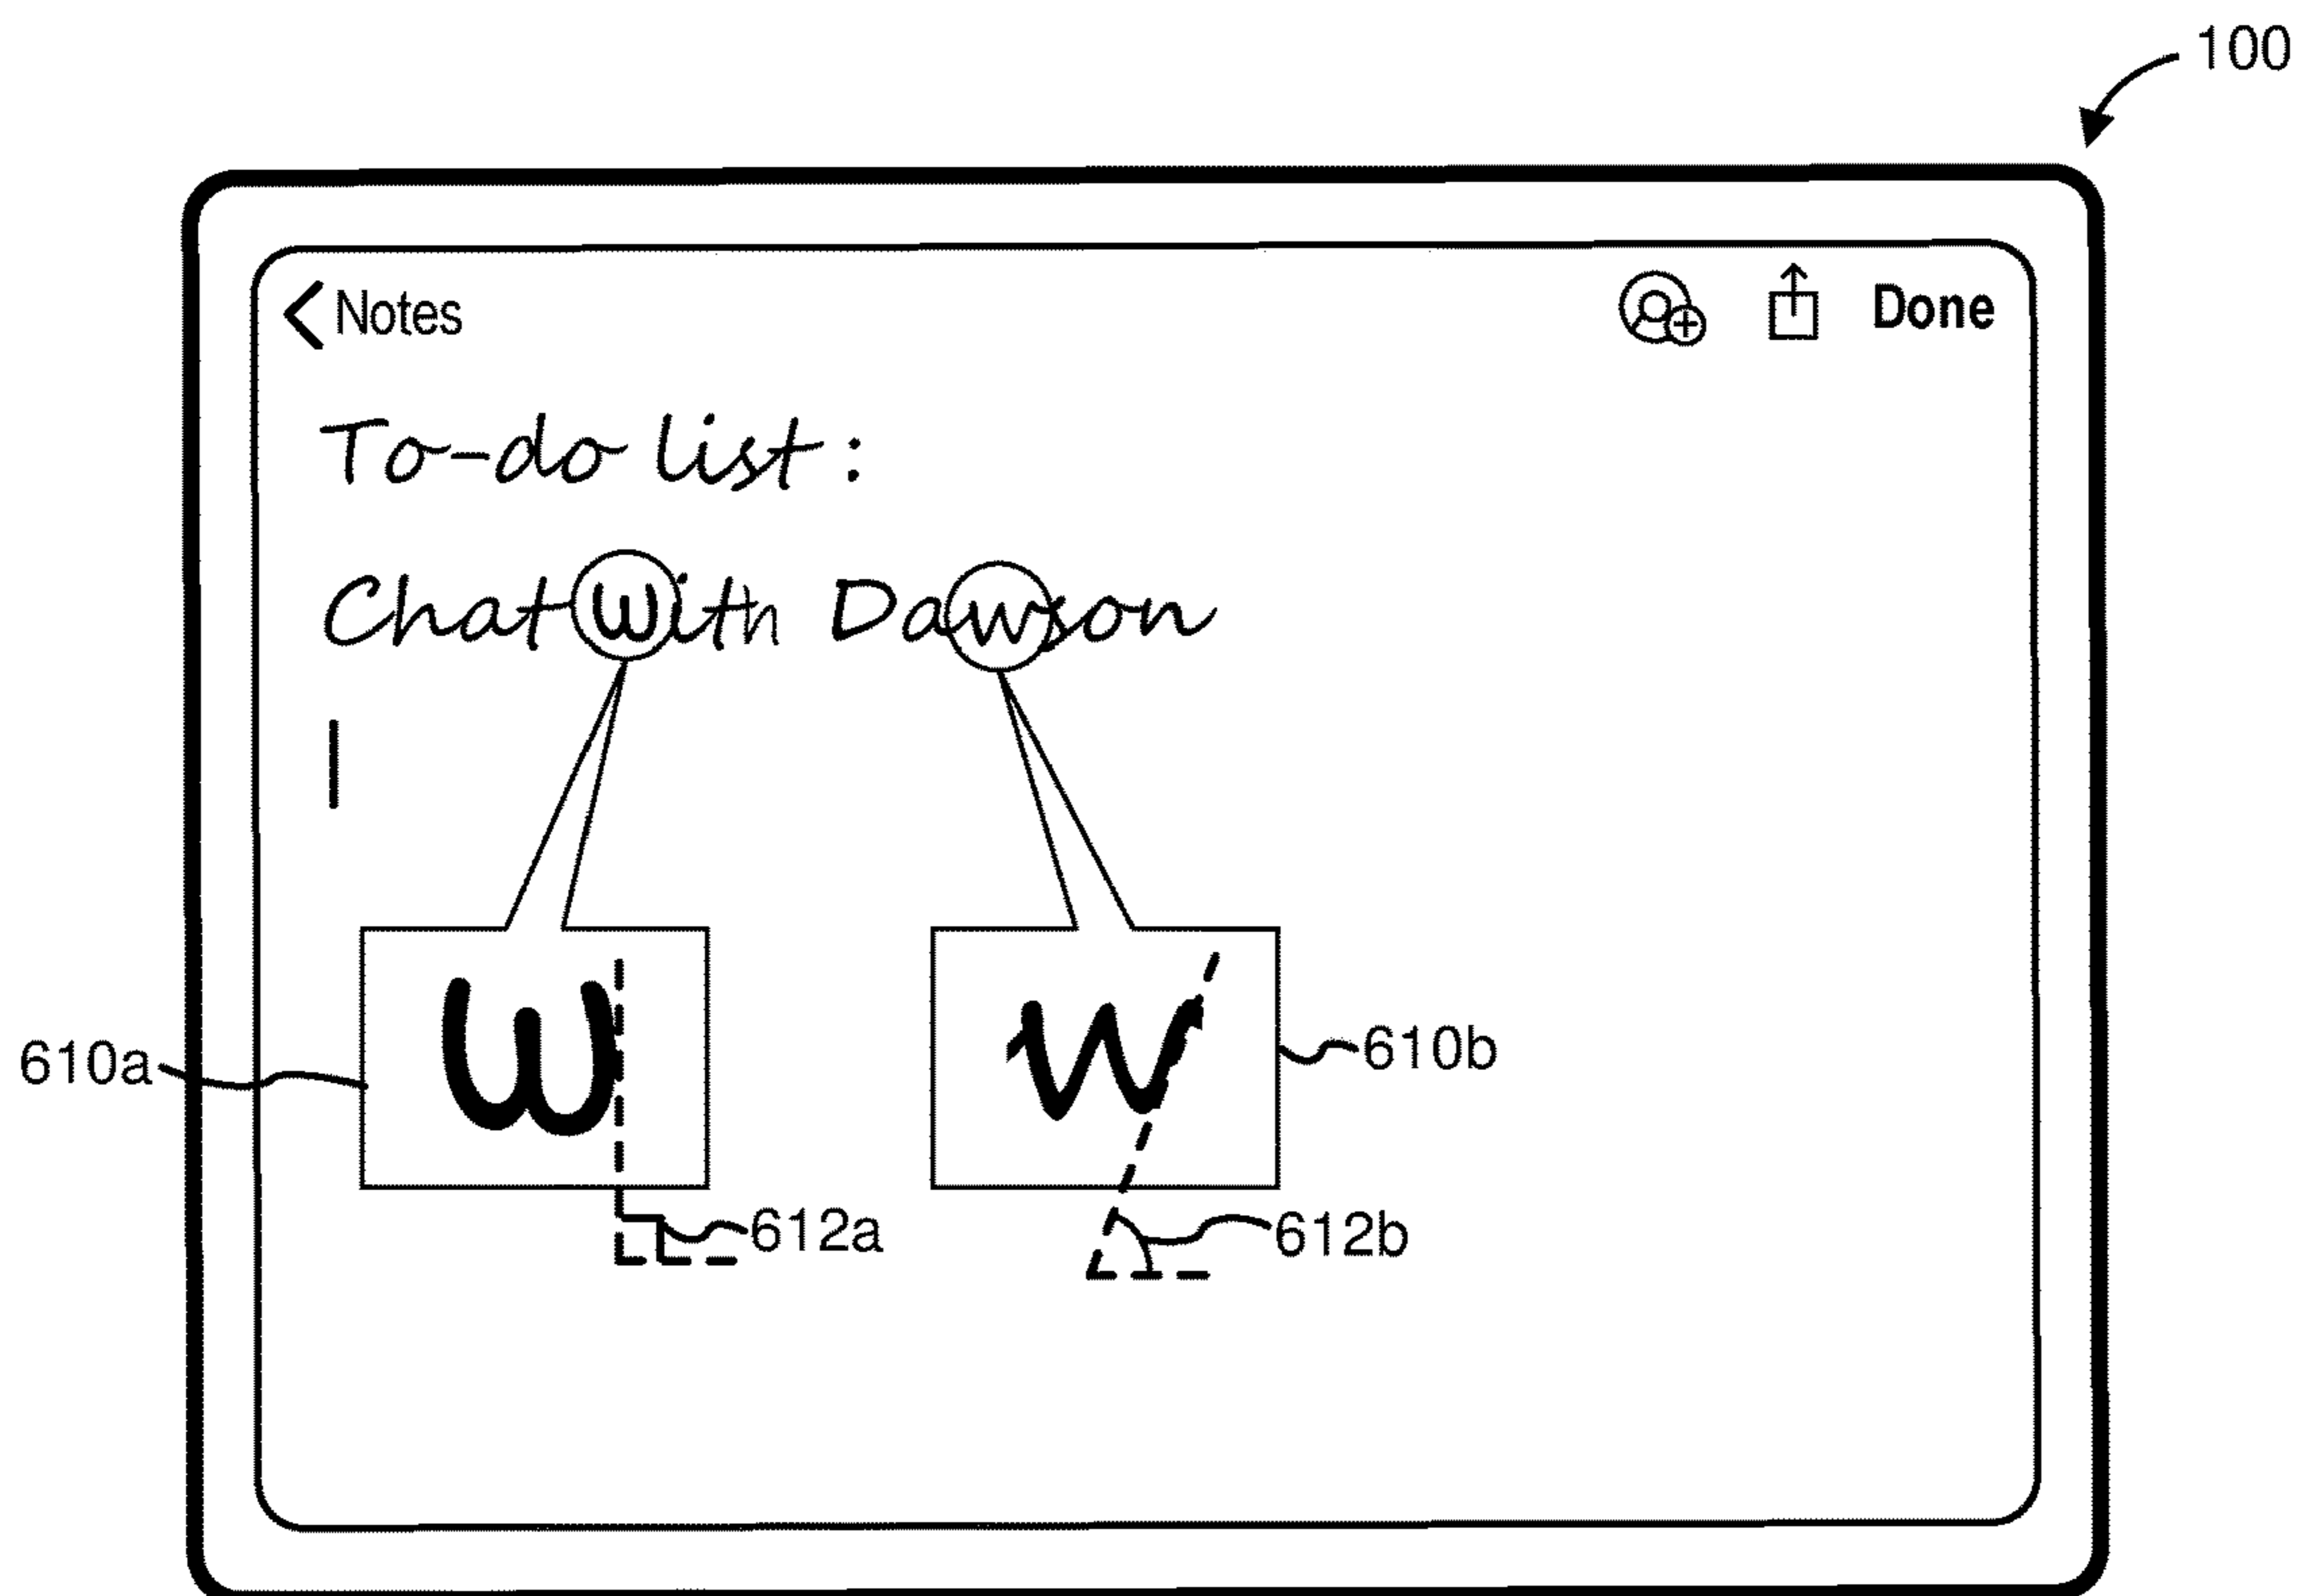 100
Notes Done
To-do list:
Chat with Dawson
w w
610a 610b
612a 612b